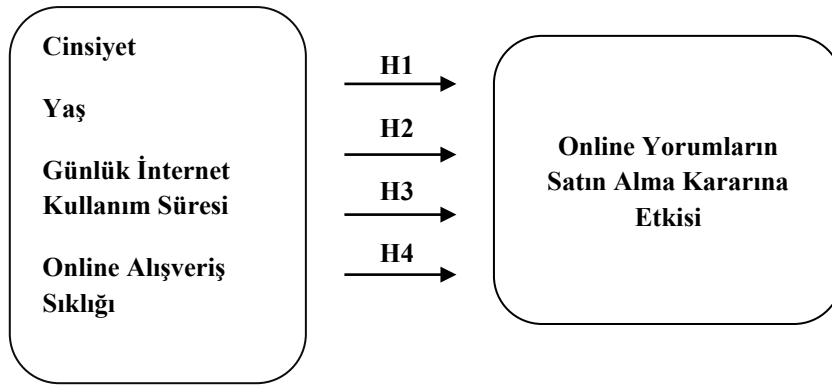 Cinsiyet
Yaş
Günlük İnternet
Kullanım Süresi
Online Alışveriş
Sıklığı
H1
H2
H3
H4
Online Yorumların
Satın Alma Kararına
Etkisi